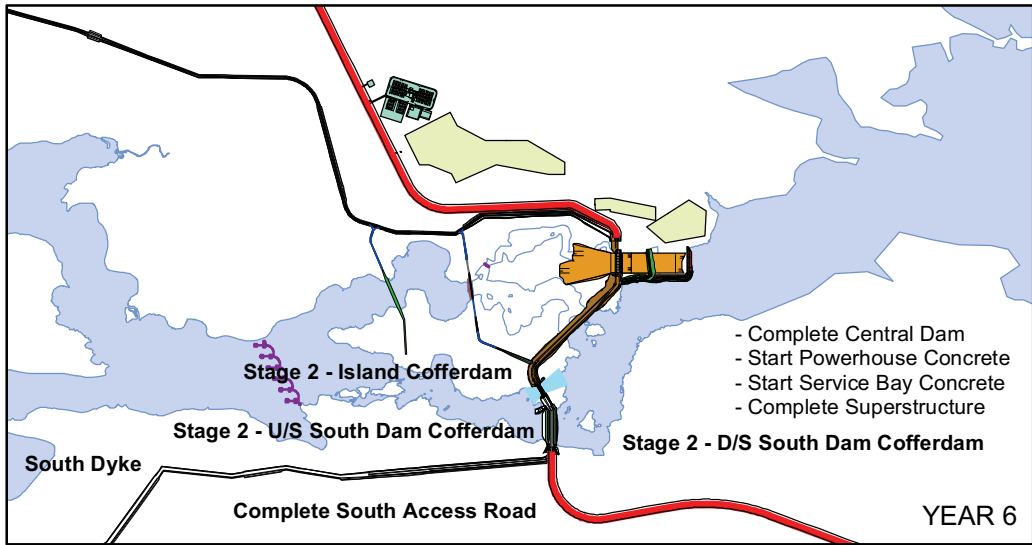 - Complete Central Dam
- Start Powerhouse Concrete
- Start Service Bay Concrete
- Complete Superstructure
Stage 2 - Island Cofferdam
Stage 2 - U/S South Dam Cofferdam
Stage 2 - D/S South Dam Cofferdam
South Dyke
Complete South Access Road
YEAR 6